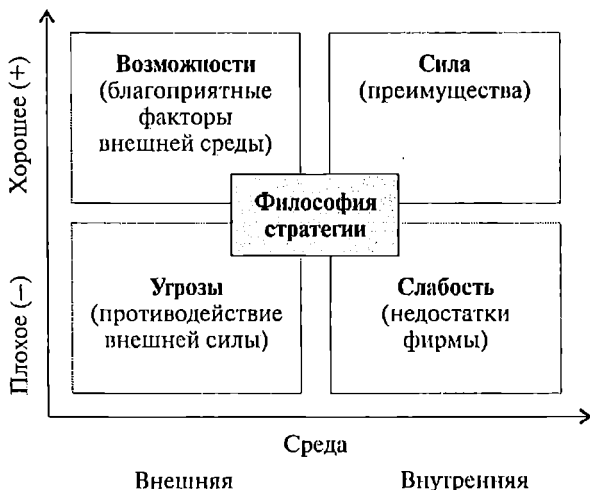 Хорошее (+)
Возможности
(благоприятные
факторы
внешней среды)
Сила
(преимущества)
Философия
стратегии
Плохое (−)
Угрозы
(противодействие
внешней силы)
Слабость
(недостатки
фирмы)
Среда
Внешняя
Внутренняя